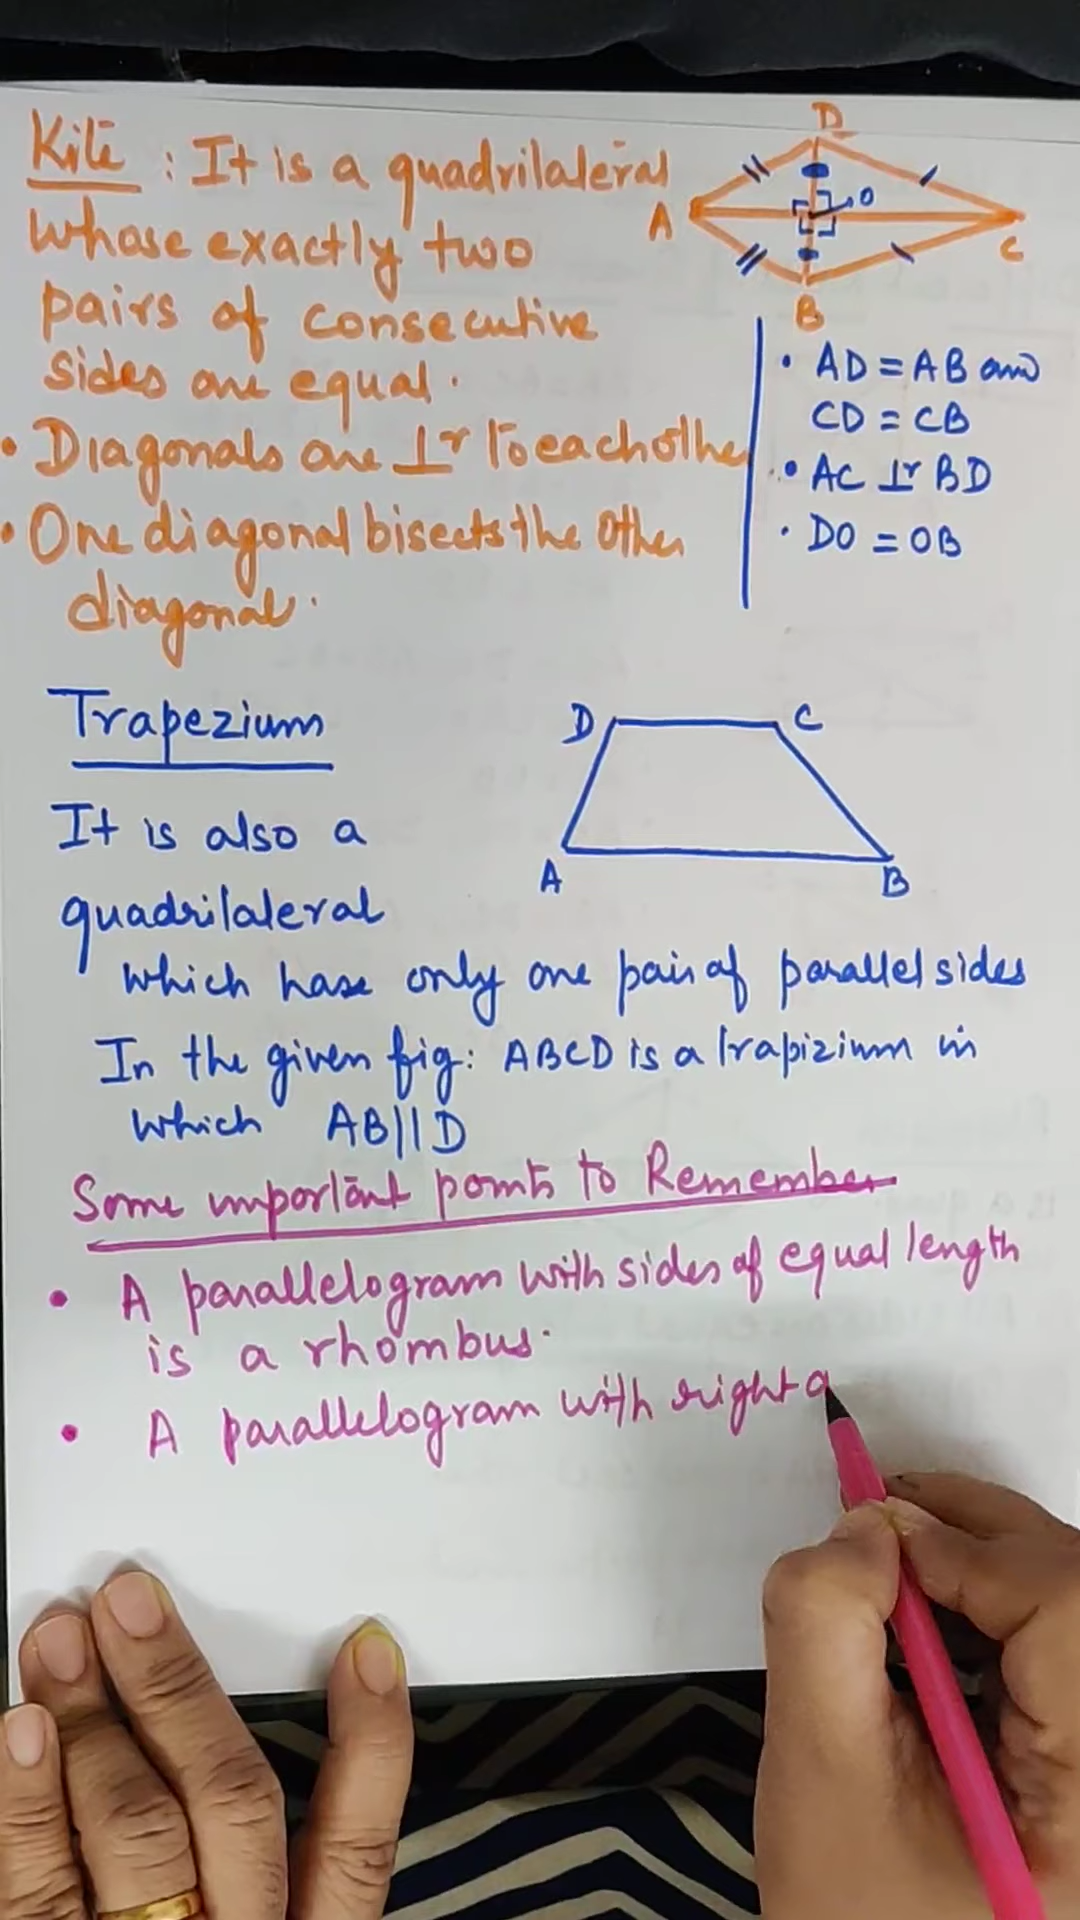 Kite : It is a quadrilateral
whose exactly two
pairs of consecutive
sides are equal.
• Diagonals are ⊥r to each othe
• One diagonal bisects the other
diagonal.
D
A
O
C
B
• AD = AB and
CD = CB
• AC ⊥r BD
• DO = OB
Trapezium
D C
A B
It is also a
quadrilateral
which have only one pair of parallel sides
In the given fig: ABCD is a trapizium in
which AB||D
Some important points to Remember
• A parallelogram with sides of equal length
is a rhombus.
• A parallelogram with right a